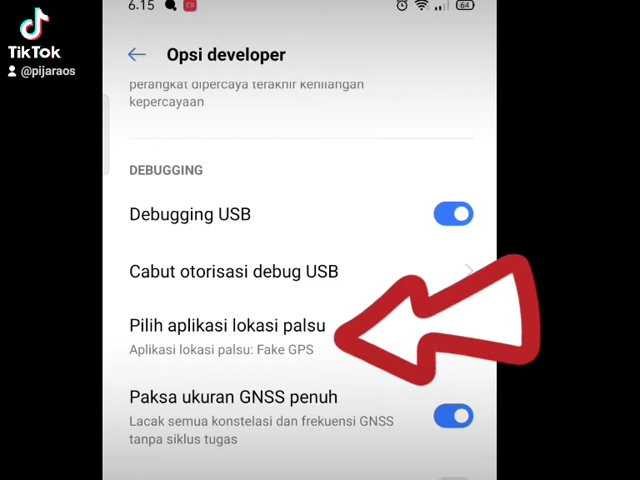 TikTok
@pijaraos
6.15
64
Opsi developer
perangkat dipercaya terakhir kehilangan
kepercayaan
DEBUGGING
Debugging USB
Cabut otorisasi debug USB
Pilih aplikasi lokasi palsu
Aplikasi lokasi palsu: Fake GPS
Paksa ukuran GNSS penuh
Lacak semua konstelasi dan frekuensi GNSS
tanpa siklus tugas